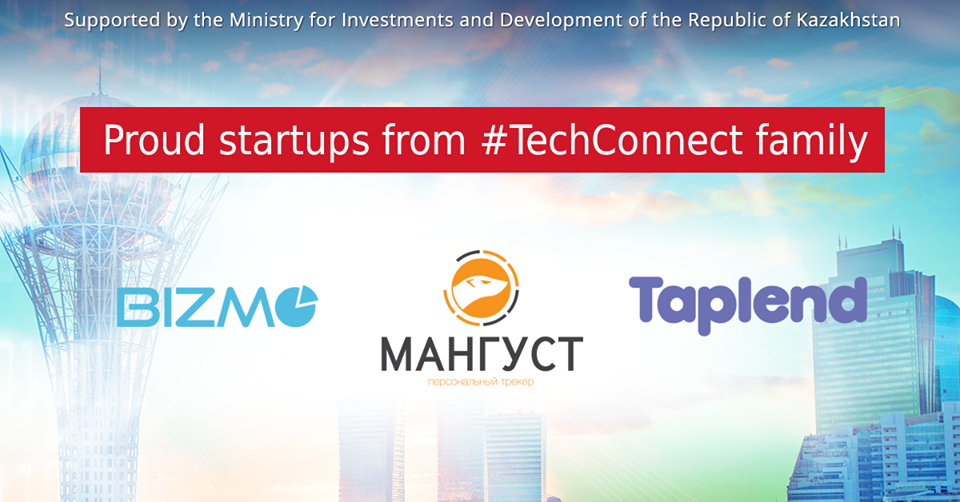 Supported by the Ministry for Investments and Development of the Republic of Kazakhstan
Proud startups from #TechConnect family
BIZMO
МАНГУСТ
персональный трекер
Taplend